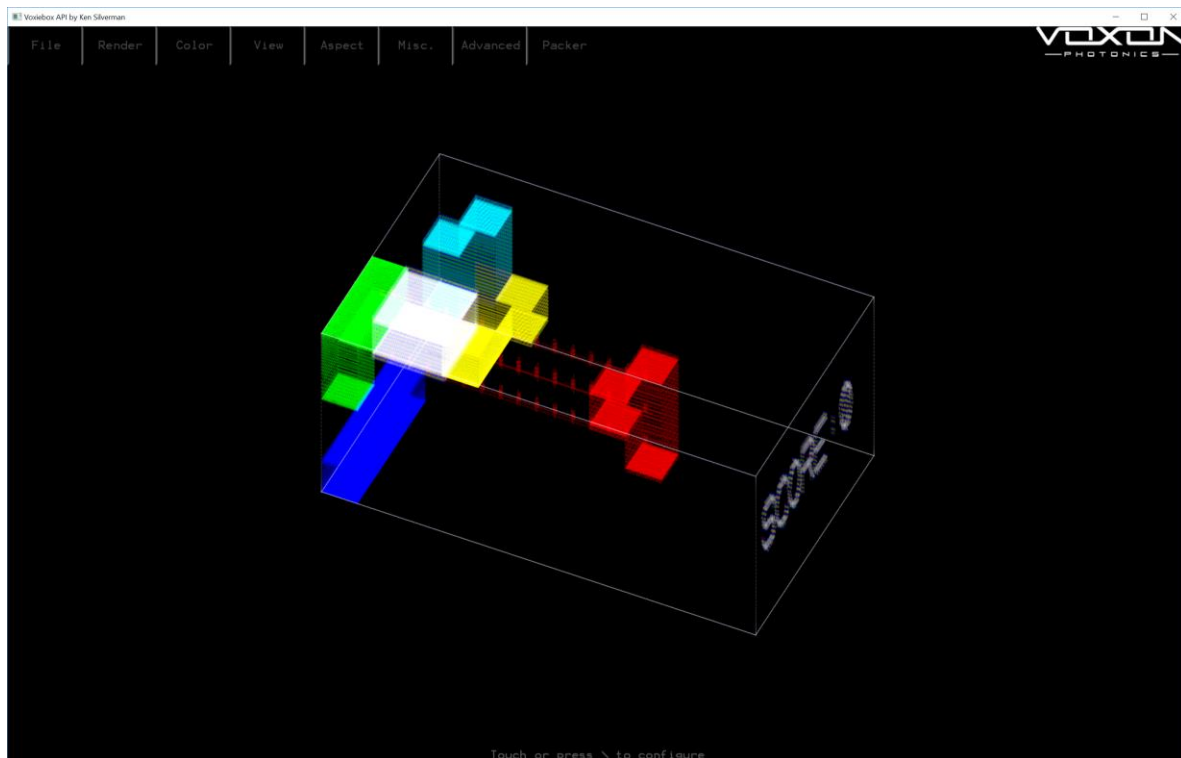 Voxiebox API by Ken Silverman
File Render Color View Aspect Misc. Advanced Packer
VOXON
PHOTONICS
Touch or press \ to configure